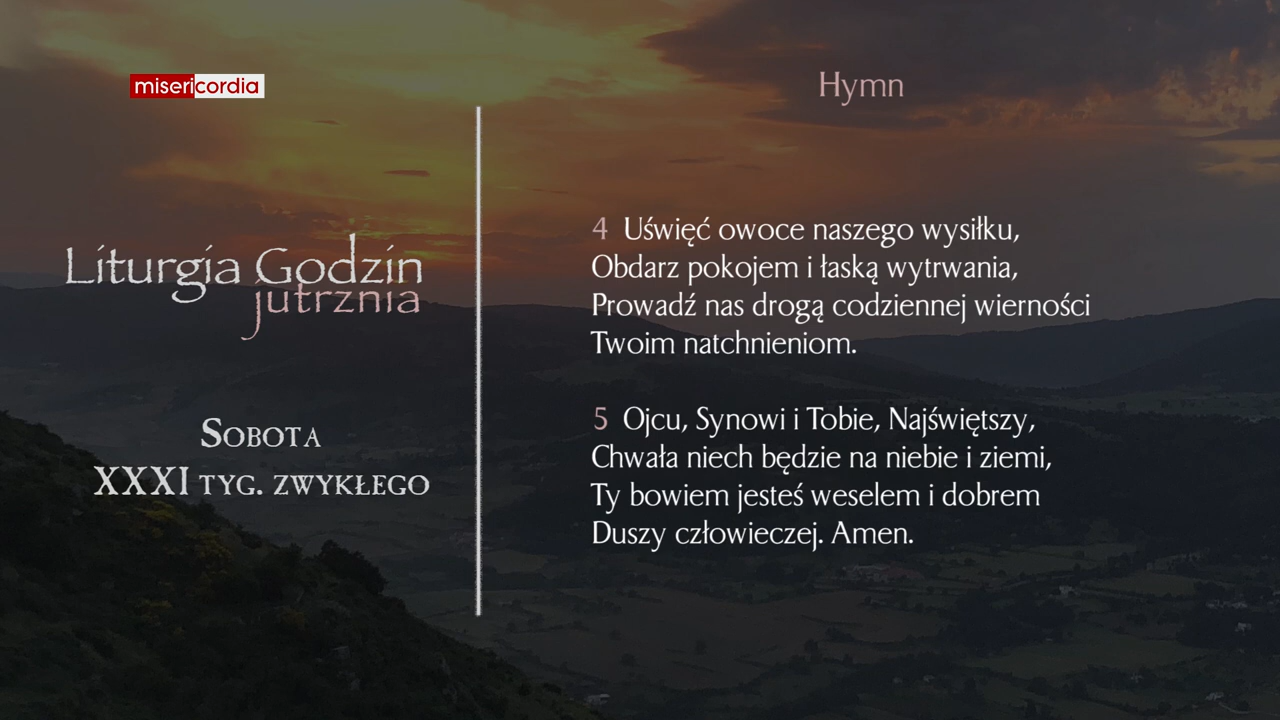 misericordia
Liturgia Godzin
jutrznia
Sobota
XXXI tyg. zwykłego
Hymn
4 Uświęć owoce naszego wysiłku,
Obdarz pokojem i łaską wytrwania,
Prowadź nas drogą codziennej wierności
Twoim natchnieniom.
5 Ojcu, Synowi i Tobie, Najświętszy,
Chwała niech będzie na niebie i ziemi,
Ty bowiem jesteś weselem i dobrem
Duszy człowieczej. Amen.